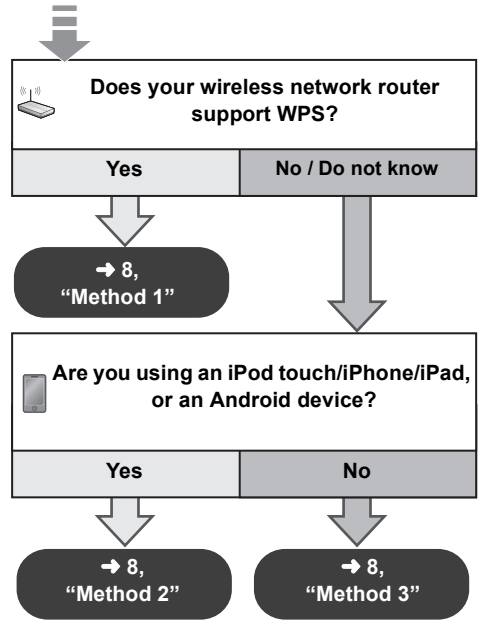 Does your wireless network router
support WPS?
Yes
No / Do not know
➔ 8,
“Method 1”
Are you using an iPod touch/iPhone/iPad,
or an Android device?
Yes
No
➔ 8,
“Method 2”
➔ 8,
“Method 3”